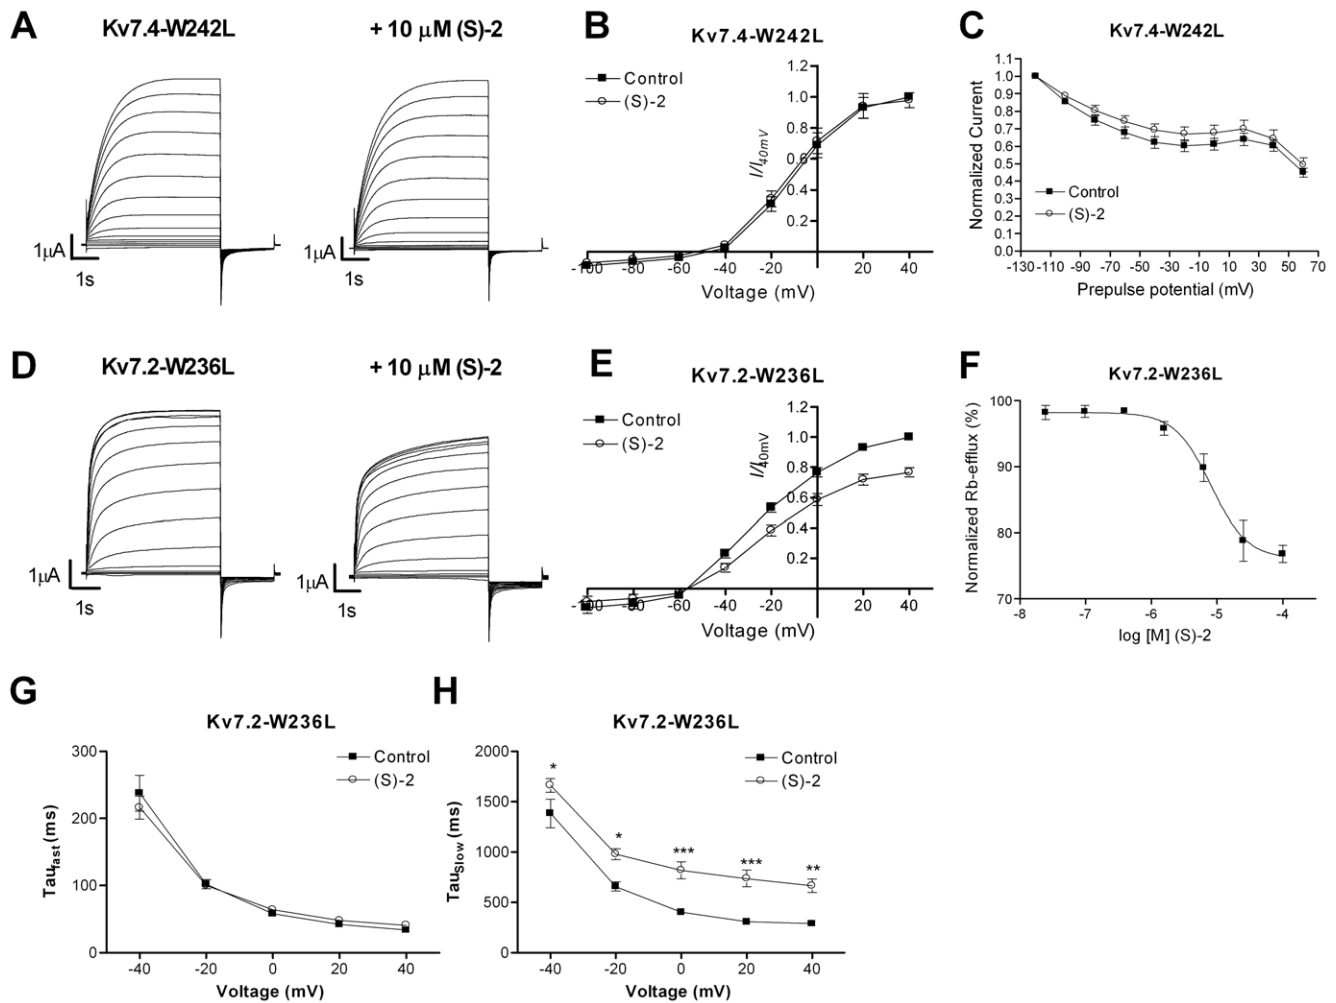 A
Kv7.4-W242L
+ 10 μM (S)-2
1μA
1s
1μA
1s
B
Kv7.4-W242L
Control
(S)-2
I/I40mV
1.2
1.0
0.8
0.6
0.4
0.2
-100 -80 -60 -40 -20 0 20 40
Voltage (mV)
C
Kv7.4-W242L
Normalized Current
1.1
1.0
0.9
0.8
0.7
0.6
0.5
0.4
0.3
0.2
0.1
0.0
Control
(S)-2
-130 -110 -90 -70 -50 -30 -10 10 30 50 70
Prepulse potential (mV)
D
Kv7.2-W236L
+ 10 μM (S)-2
1μA
1s
1μA
1s
E
Kv7.2-W236L
Control
(S)-2
I/I40mV
1.2
1.0
0.8
0.6
0.4
0.2
-100 -80 -60 -40 -20 0 20 40
Voltage (mV)
F
Kv7.2-W236L
Normalized Rb-efflux (%)
100
90
80
70
-8 -7 -6 -5 -4
log [M] (S)-2
G
Kv7.2-W236L
Control
(S)-2
Taufast (ms)
300
200
100
0
-40 -20 0 20 40
Voltage (mV)
H
Kv7.2-W236L
Control
(S)-2
TauSlow (ms)
2000
1500
1000
500
0
* * *** *** **
-40 -20 0 20 40
Voltage (mV)